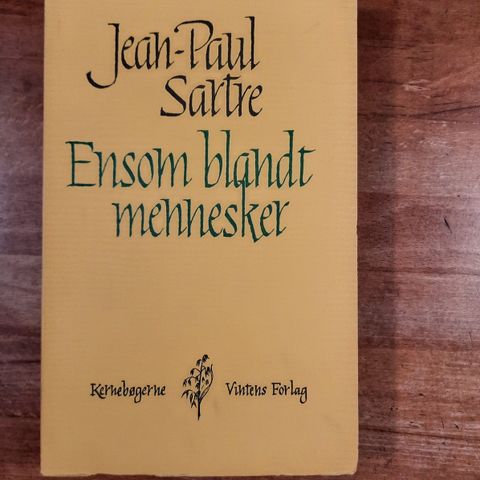 Jean-Paul
Sartre
Ensom blandt
mennesker
Kernebøgerne Vintens Forlag